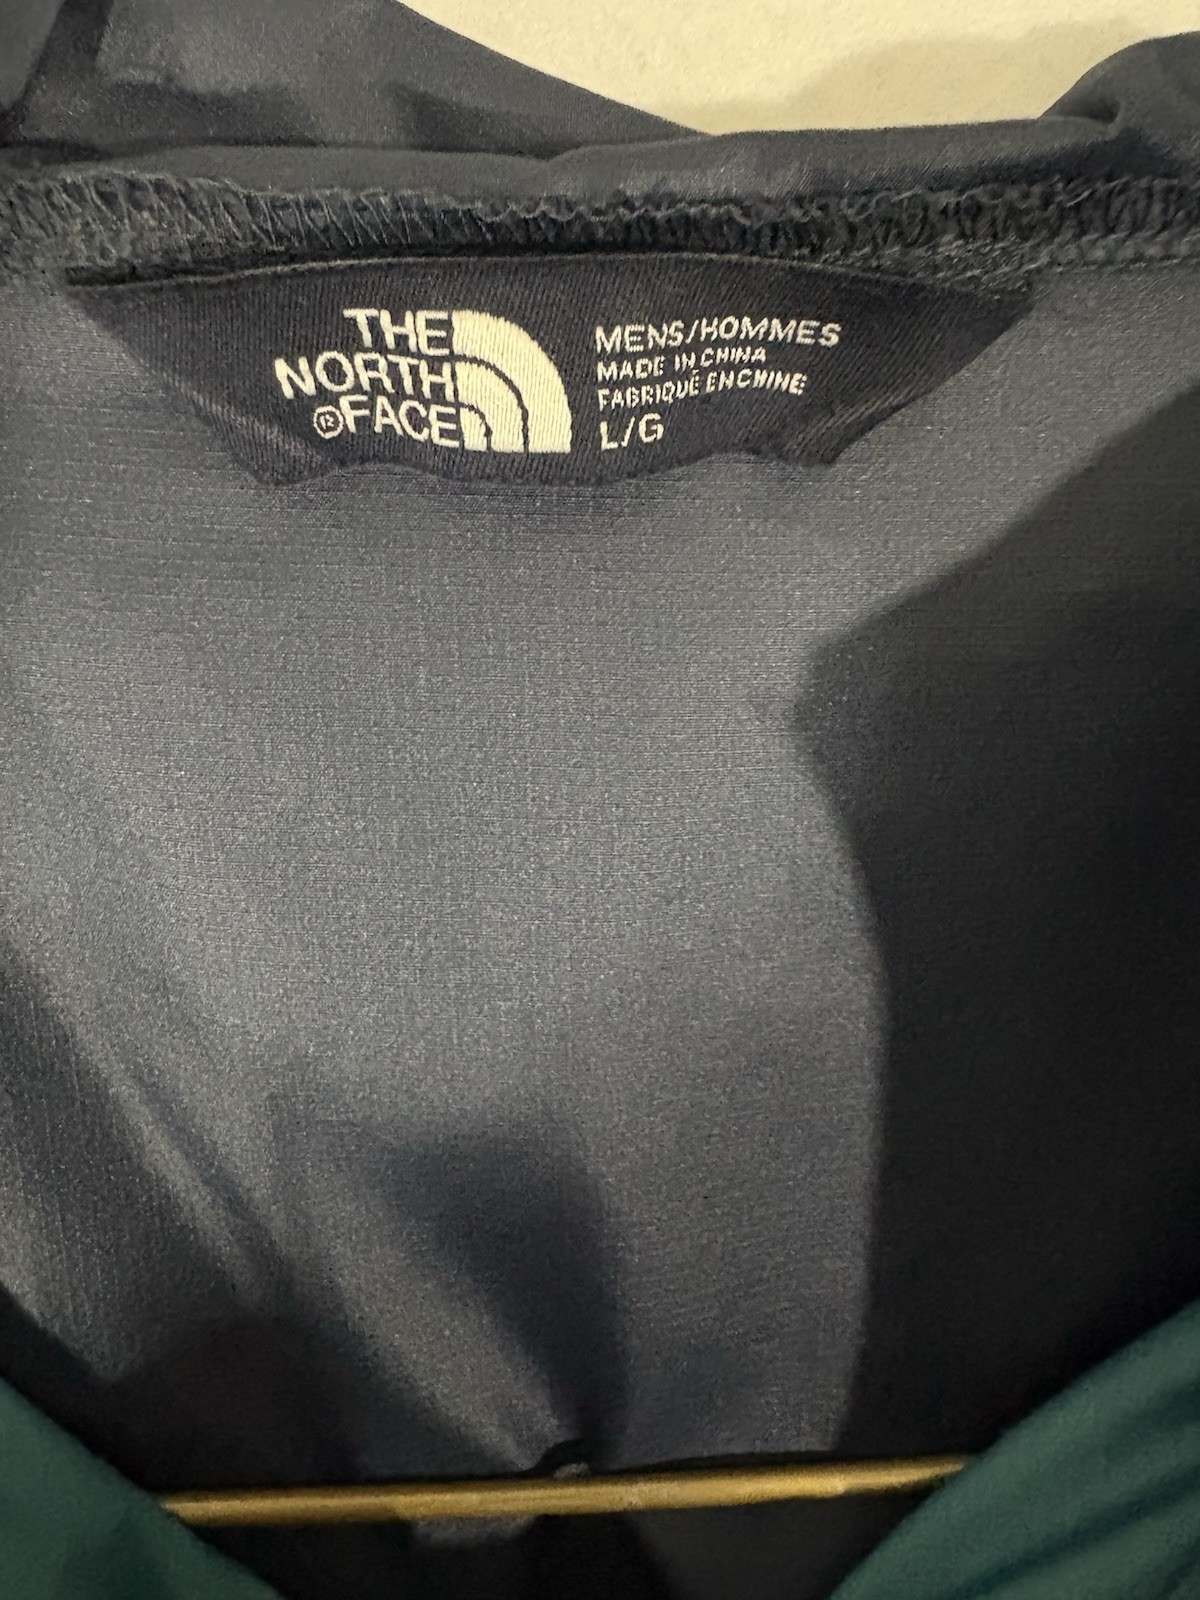 THE
NORTH
®FACE
MENS/HOMMES
MADE IN CHINA
FABRIQUÉ EN CHINE
L/G